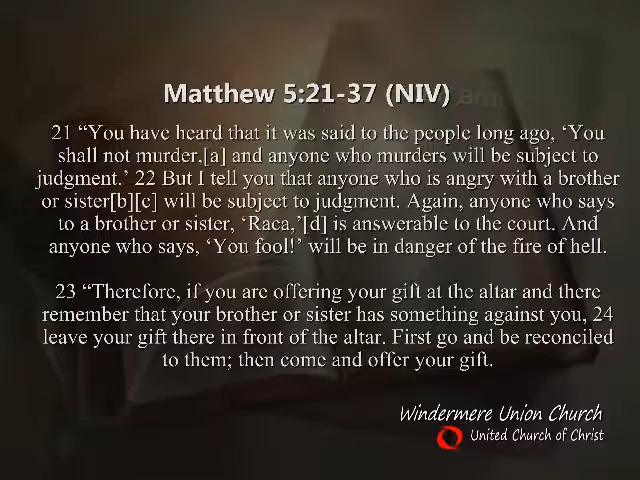 Matthew 5:21-37 (NIV)
21 “You have heard that it was said to the people long ago, ‘You
shall not murder,[a] and anyone who murders will be subject to
judgment.’ 22 But I tell you that anyone who is angry with a brother
or sister[b][c] will be subject to judgment. Again, anyone who says
to a brother or sister, ‘Raca,’[d] is answerable to the court. And
anyone who says, ‘You fool!’ will be in danger of the fire of hell.
23 “Therefore, if you are offering your gift at the altar and there
remember that your brother or sister has something against you, 24
leave your gift there in front of the altar. First go and be reconciled
to them; then come and offer your gift.
Windermere Union Church
United Church of Christ